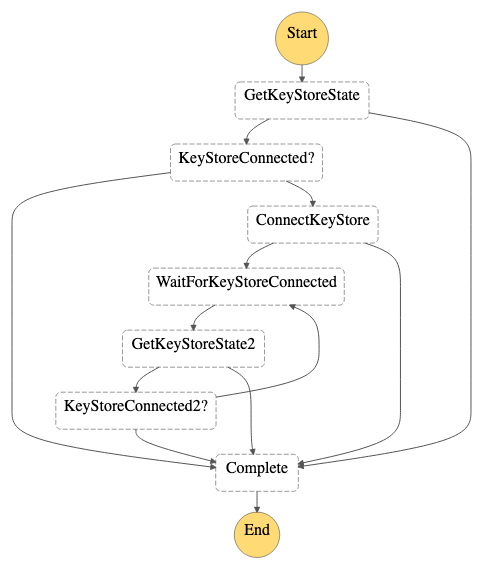 Start
GetKeyStoreState
KeyStoreConnected?
ConnectKeyStore
WaitForKeyStoreConnected
GetKeyStoreState2
KeyStoreConnected2?
Complete
End